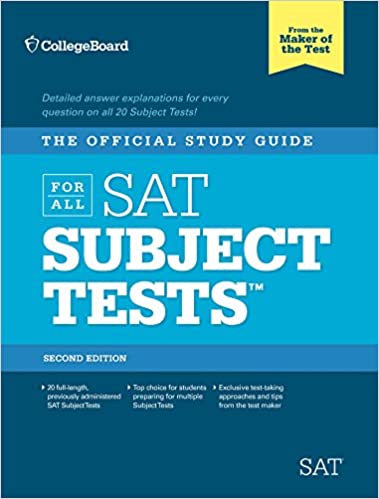 CollegeBoard
From the
Maker of
the Test
Detailed answer explanations for every
question on all 20 Subject Tests!
THE OFFICIAL STUDY GUIDE
FOR
ALL
SAT
SUBJECT
TESTS™
SECOND EDITION
20 full-length,
previously administered
SAT Subject Tests
Top choice for students
preparing for multiple
Subject Tests
Exclusive test-taking
approaches and tips
from the test maker
SAT®